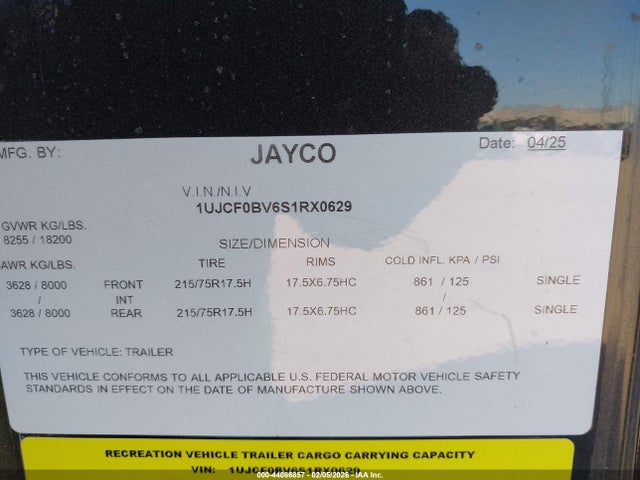 MFG. BY: JAYCO Date: 04/25
V.I.N./N.I.V
1UJCF0BV6S1RX0629
GVWR KG/LBS.
8255 / 18200
SIZE/DIMENSION
AWR KG/LBS. TIRE RIMS COLD INFL. KPA / PSI
3628 / 8000 FRONT 215/75R17.5H 17.5X6.75HC 861 / 125 SINGLE
/ INT /
3628 / 8000 REAR 215/75R17.5H 17.5X6.75HC 861 / 125 SINGLE
TYPE OF VEHICLE: TRAILER
THIS VEHICLE CONFORMS TO ALL APPLICABLE U.S. FEDERAL MOTOR VEHICLE SAFETY
STANDARDS IN EFFECT ON THE DATE OF MANUFACTURE SHOWN ABOVE.
RECREATION VEHICLE TRAILER CARGO CARRYING CAPACITY
VIN: 1UJCF0BV6S1RX0629
000-44086857 - 02/05/2026 - IAA Inc.